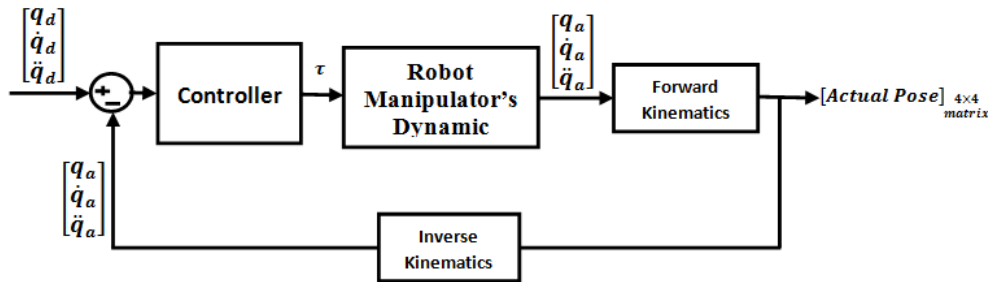 [q_d
q̇_d
q̈_d]
+
−
Controller
τ
Robot
Manipulator's
Dynamic
[q_a
q̇_a
q̈_a]
Forward
Kinematics
[Actual Pose] 4×4
matrix
[q_a
q̇_a
q̈_a]
Inverse
Kinematics